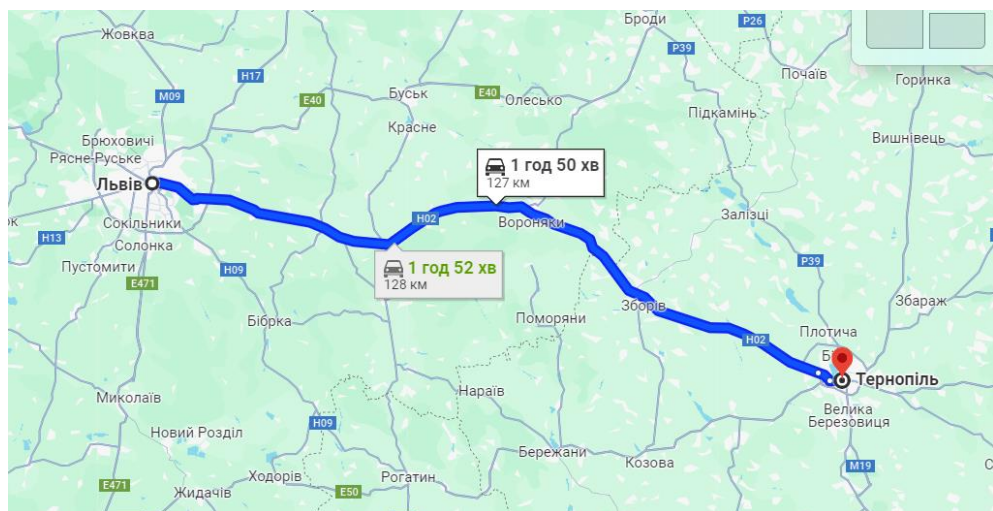 Жовква
Броди
P26
P39
H17
Почаїв
Горинка
M09
E40
Буськ
E40
Олесько
Красне
Підкамінь
Вишнівець
Брюховичі
Рясне-Руське
1 год 50 хв
127 км
Львів
H02
Залізці
Вороняки
Сокільники
Солонка
H13
Пустомити
H09
E471
1 год 52 хв
128 км
P39
Збараж
Зборів
Бібрка
Поморяни
Плотича
H02
Тернопіль
Нараїв
Миколаїв
Велика
Березовиця
H09
Новий Розділ
Бережани
Козова
M19
Ходорів
Рогатин
E471
E50
Жидачів